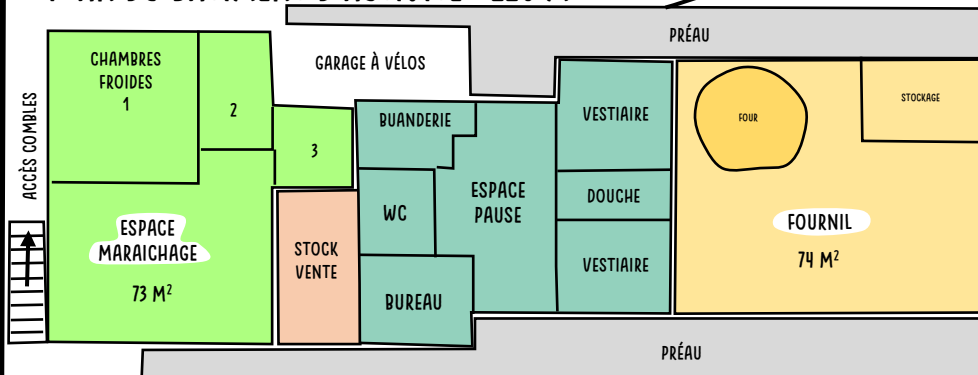 PRÉAU
GARAGE À VÉLOS
CHAMBRES
FROIDES
1
2
3
ACCÈS COMBLES
BUANDERIE
VESTIAIRE
FOUR
STOCKAGE
ESPACE
PAUSE
DOUCHE
WC
ESPACE
MARAICHAGE
73 M²
STOCK
VENTE
BUREAU
VESTIAIRE
FOURNIL
74 M²
PRÉAU